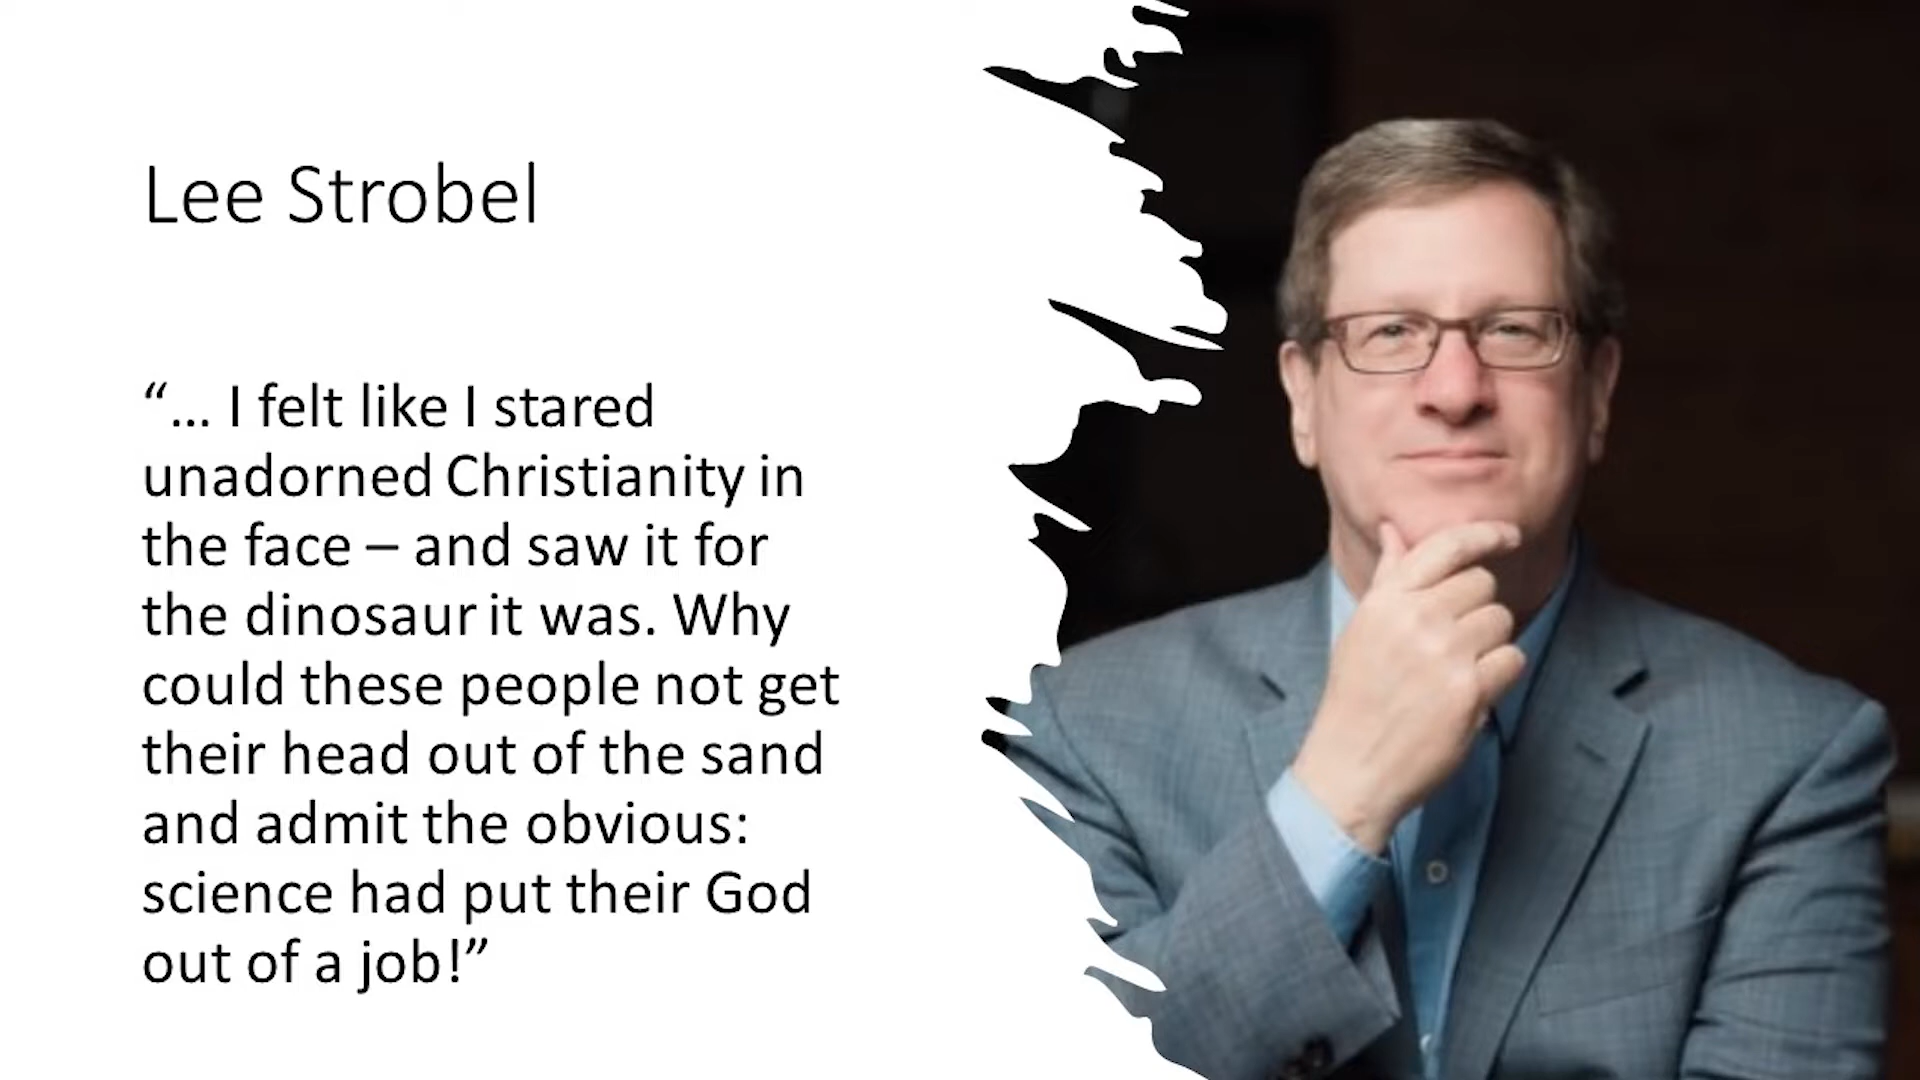 Lee Strobel
“… I felt like I stared
unadorned Christianity in
the face – and saw it for
the dinosaur it was. Why
could these people not get
their head out of the sand
and admit the obvious:
science had put their God
out of a job!”